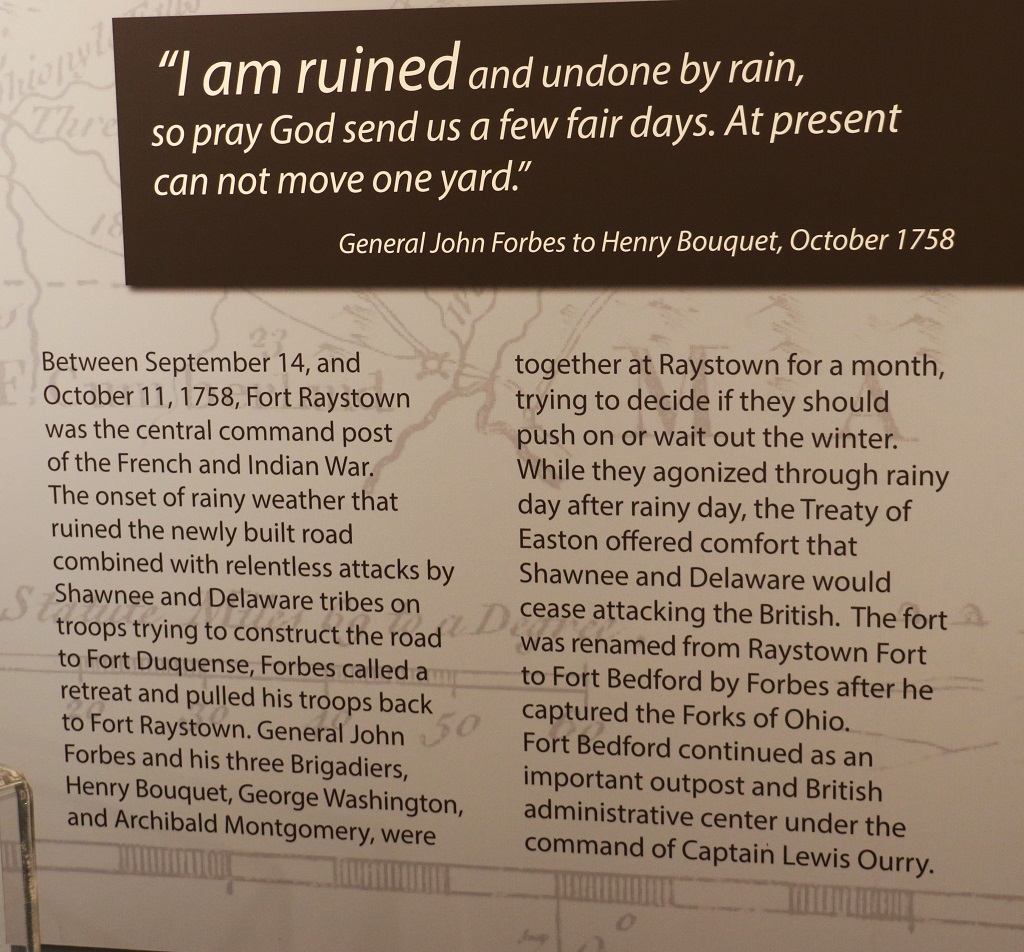 “I am ruined and undone by rain,
so pray God send us a few fair days. At present
can not move one yard.”
General John Forbes to Henry Bouquet, October 1758
Between September 14, and
October 11, 1758, Fort Raystown
was the central command post
of the French and Indian War.
The onset of rainy weather that
ruined the newly built road
combined with relentless attacks by
Shawnee and Delaware tribes on
troops trying to construct the road
to Fort Duquense, Forbes called a
retreat and pulled his troops back
to Fort Raystown. General John
Forbes and his three Brigadiers,
Henry Bouquet, George Washington,
and Archibald Montgomery, were
together at Raystown for a month,
trying to decide if they should
push on or wait out the winter.
While they agonized through rainy
day after rainy day, the Treaty of
Easton offered comfort that
Shawnee and Delaware would
cease attacking the British. The fort
was renamed from Raystown Fort
to Fort Bedford by Forbes after he
captured the Forks of Ohio.
Fort Bedford continued as an
important outpost and British
administrative center under the
command of Captain Lewis Ourry.
23
M A
50
60